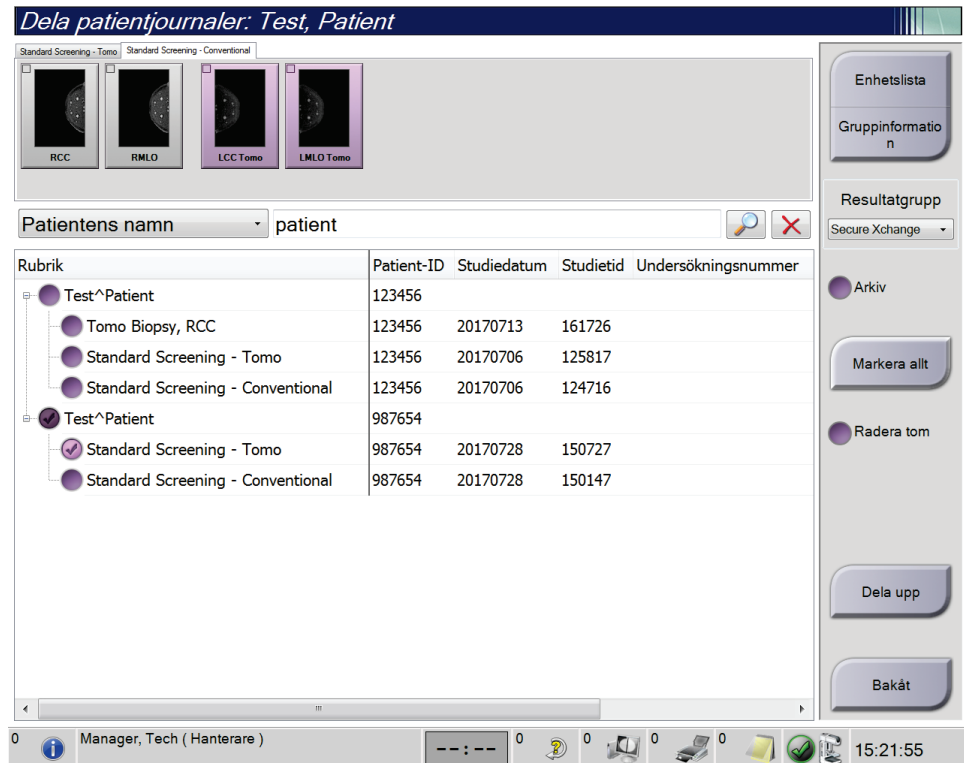 Dela patientjournaler: Test, Patient
Standard Screening - Tomo Standard Screening - Conventional
RCC RMLO LCC Tomo LMLO Tomo
Enhetslista
Gruppinformatio
n
Resultatgrupp
Secure Xchange
Patientens namn patient
Rubrik Patient-ID Studiedatum Studietid Undersökningsnummer
Test^Patient 123456
Tomo Biopsy, RCC 123456 20170713 161726
Standard Screening - Tomo 123456 20170706 125817
Standard Screening - Conventional 123456 20170706 124716
Test^Patient 987654
Standard Screening - Tomo 987654 20170728 150727
Standard Screening - Conventional 987654 20170728 150147
Arkiv
Markera allt
Radera tom
Dela upp
Bakåt
0 Manager, Tech ( Hanterare ) --:-- 0 0 0 0 15:21:55